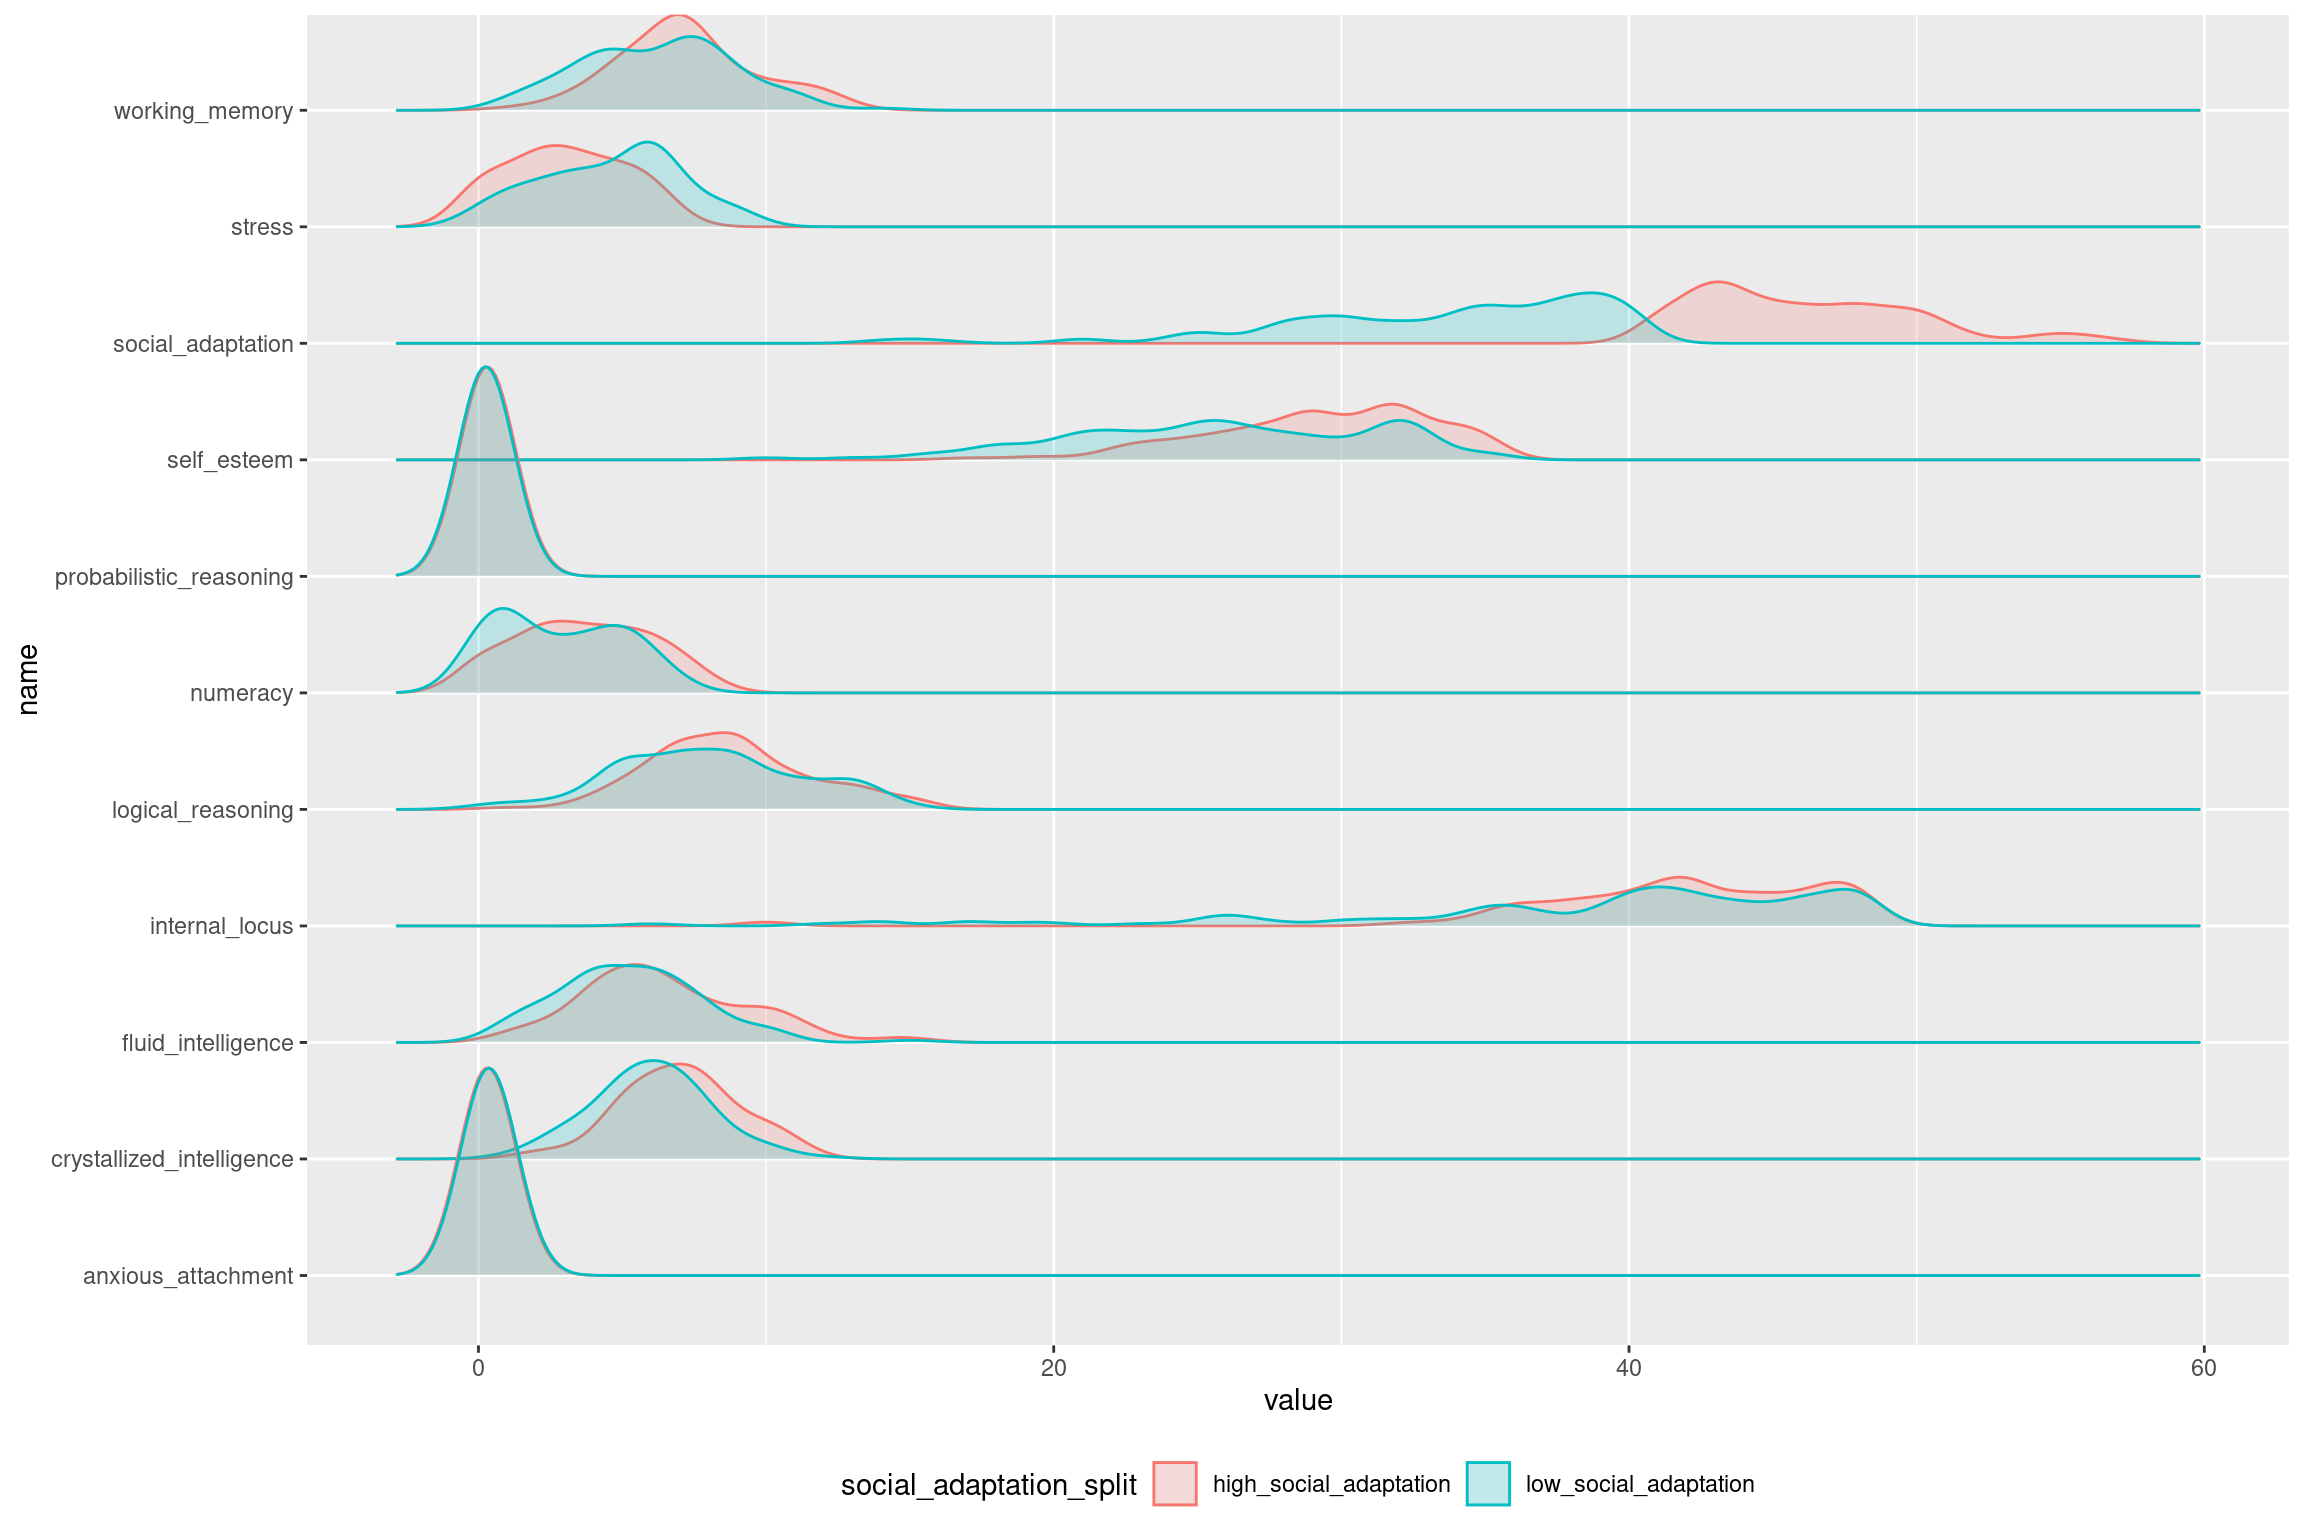 working_memory
stress
social_adaptation
self_esteem
probabilistic_reasoning
numeracy
logical_reasoning
internal_locus
fluid_intelligence
crystallized_intelligence
anxious_attachment
name
0 20 40 60
value
social_adaptation_split high_social_adaptation low_social_adaptation